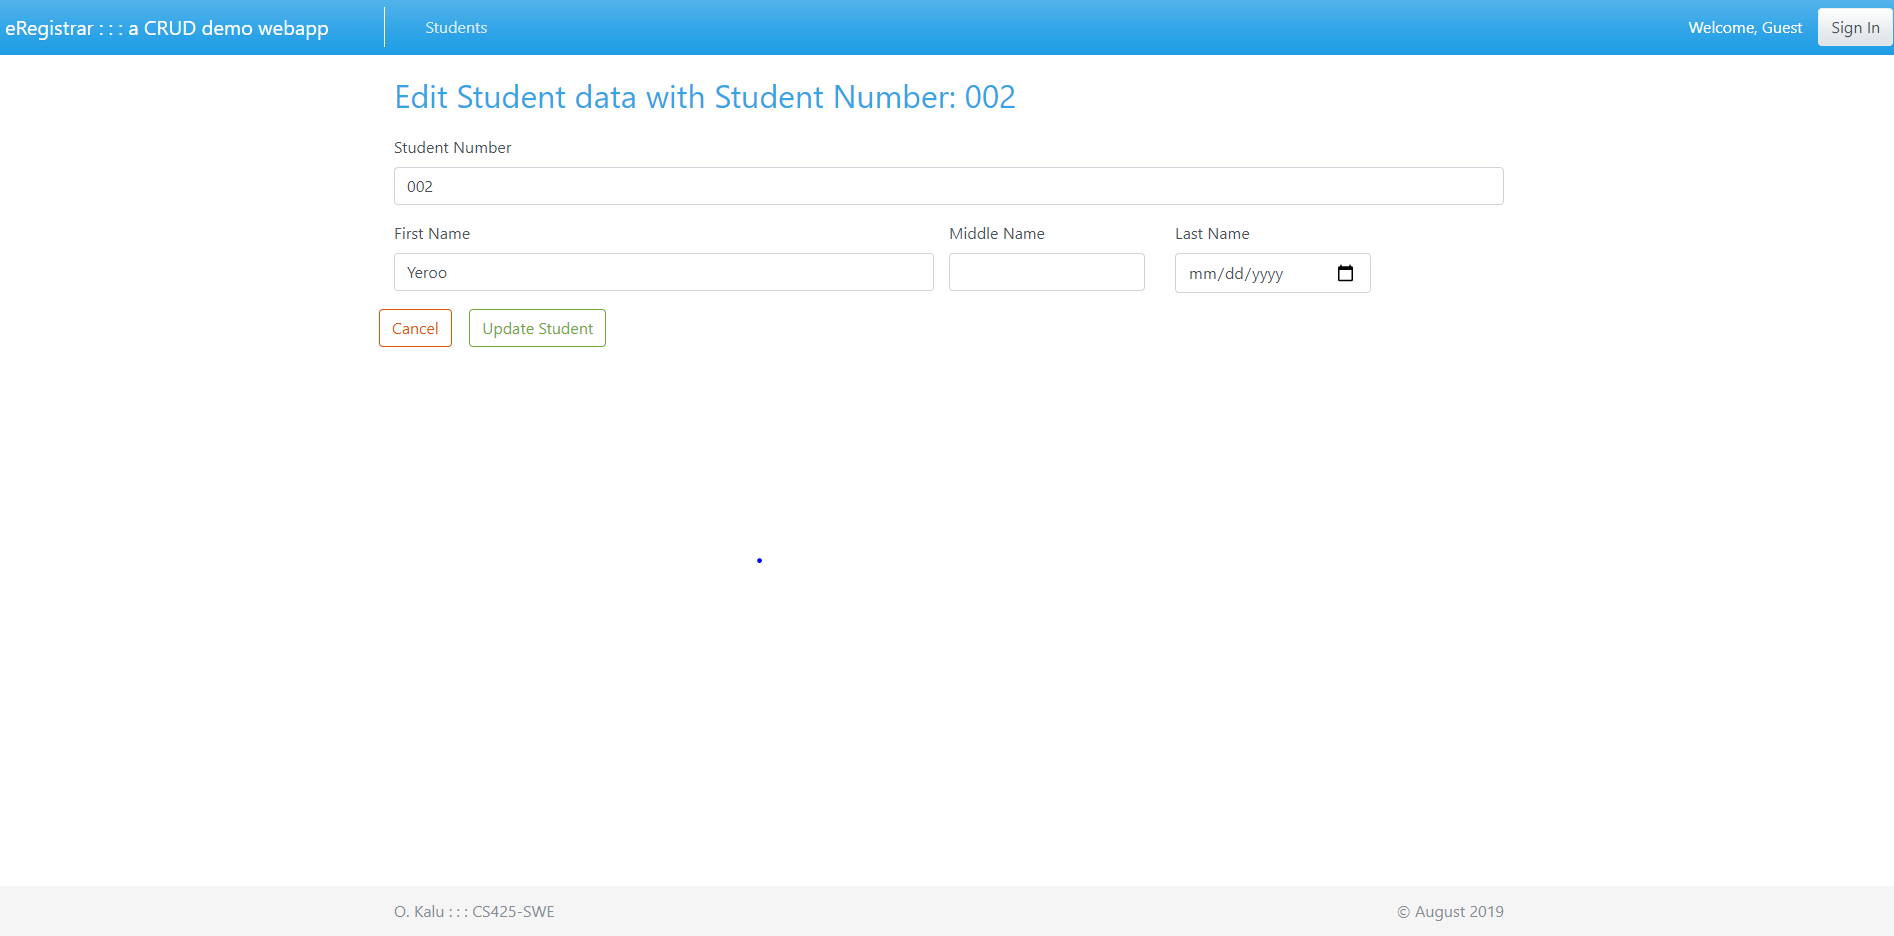 eRegistrar : : : a CRUD demo webapp
Students
Welcome, Guest
Sign In
Edit Student data with Student Number: 002
Student Number
002
First Name
Middle Name
Last Name
Yeroo
mm/dd/yyyy
Cancel
Update Student
O. Kalu : : : CS425-SWE
© August 2019